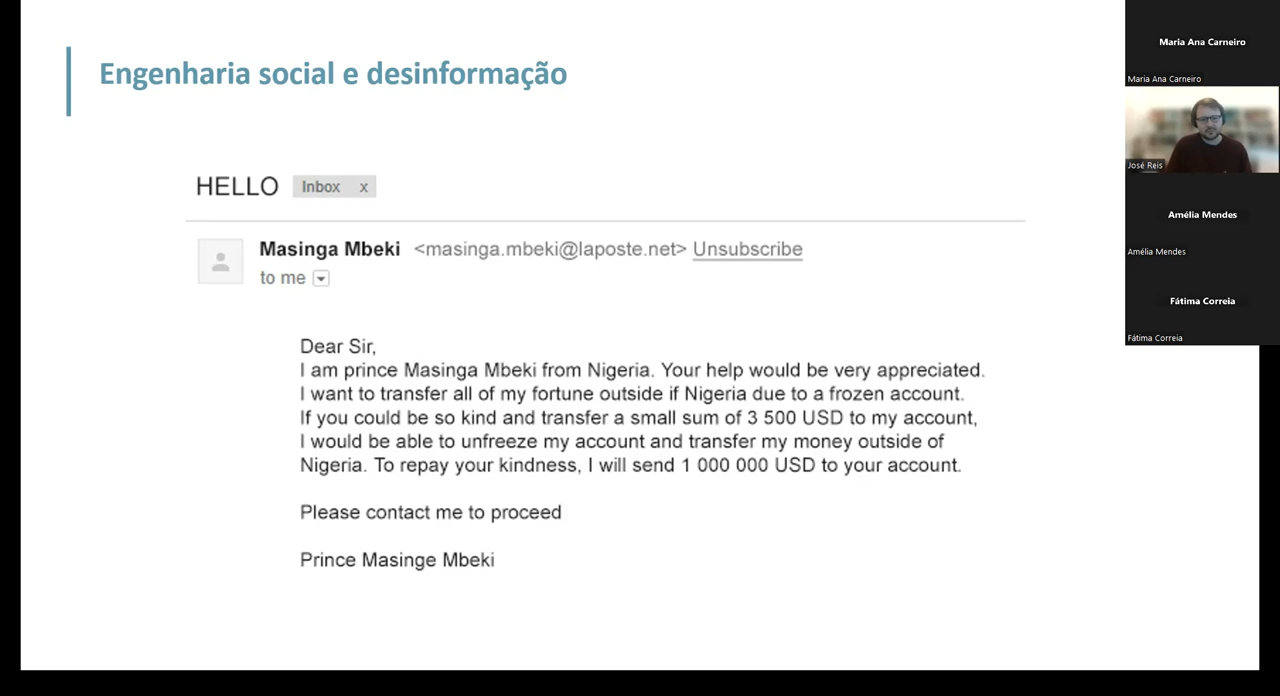 Engenharia social e desinformação
HELLO Inbox x
Masinga Mbeki <masinga.mbeki@laposte.net> Unsubscribe
to me
Dear Sir,
I am prince Masinga Mbeki from Nigeria. Your help would be very appreciated.
I want to transfer all of my fortune outside if Nigeria due to a frozen account.
If you could be so kind and transfer a small sum of 3 500 USD to my account,
I would be able to unfreeze my account and transfer my money outside of
Nigeria. To repay your kindness, I will send 1 000 000 USD to your account.
Please contact me to proceed
Prince Masinge Mbeki
Maria Ana Carneiro
Maria Ana Carneiro
José Reis
Amélia Mendes
Amélia Mendes
Fátima Correia
Fátima Correia